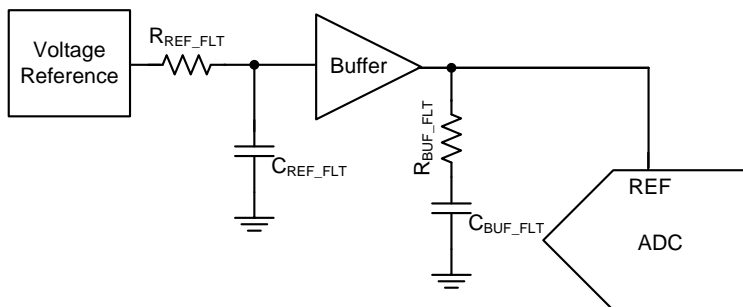 Voltage
Reference
R_REF_FLT
Buffer
C_REF_FLT
R_BUF_FLT
C_BUF_FLT
REF
ADC